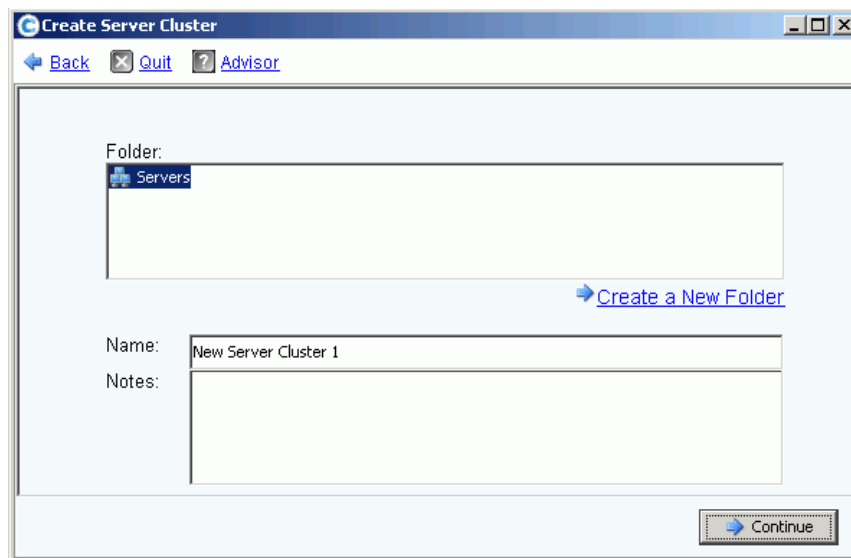 Create Server Cluster
Back Quit Advisor
Folder:
Servers
Create a New Folder
Name: New Server Cluster 1
Notes:
Continue